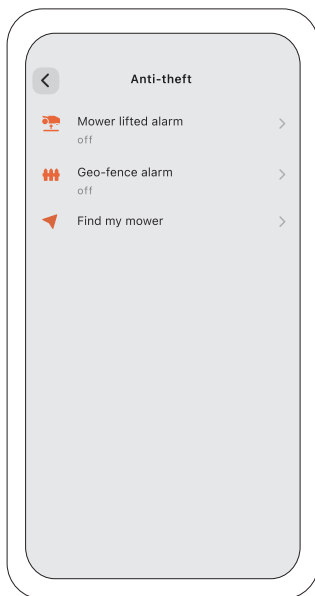 Anti-theft
Mower lifted alarm
off
Geo-fence alarm
off
Find my mower